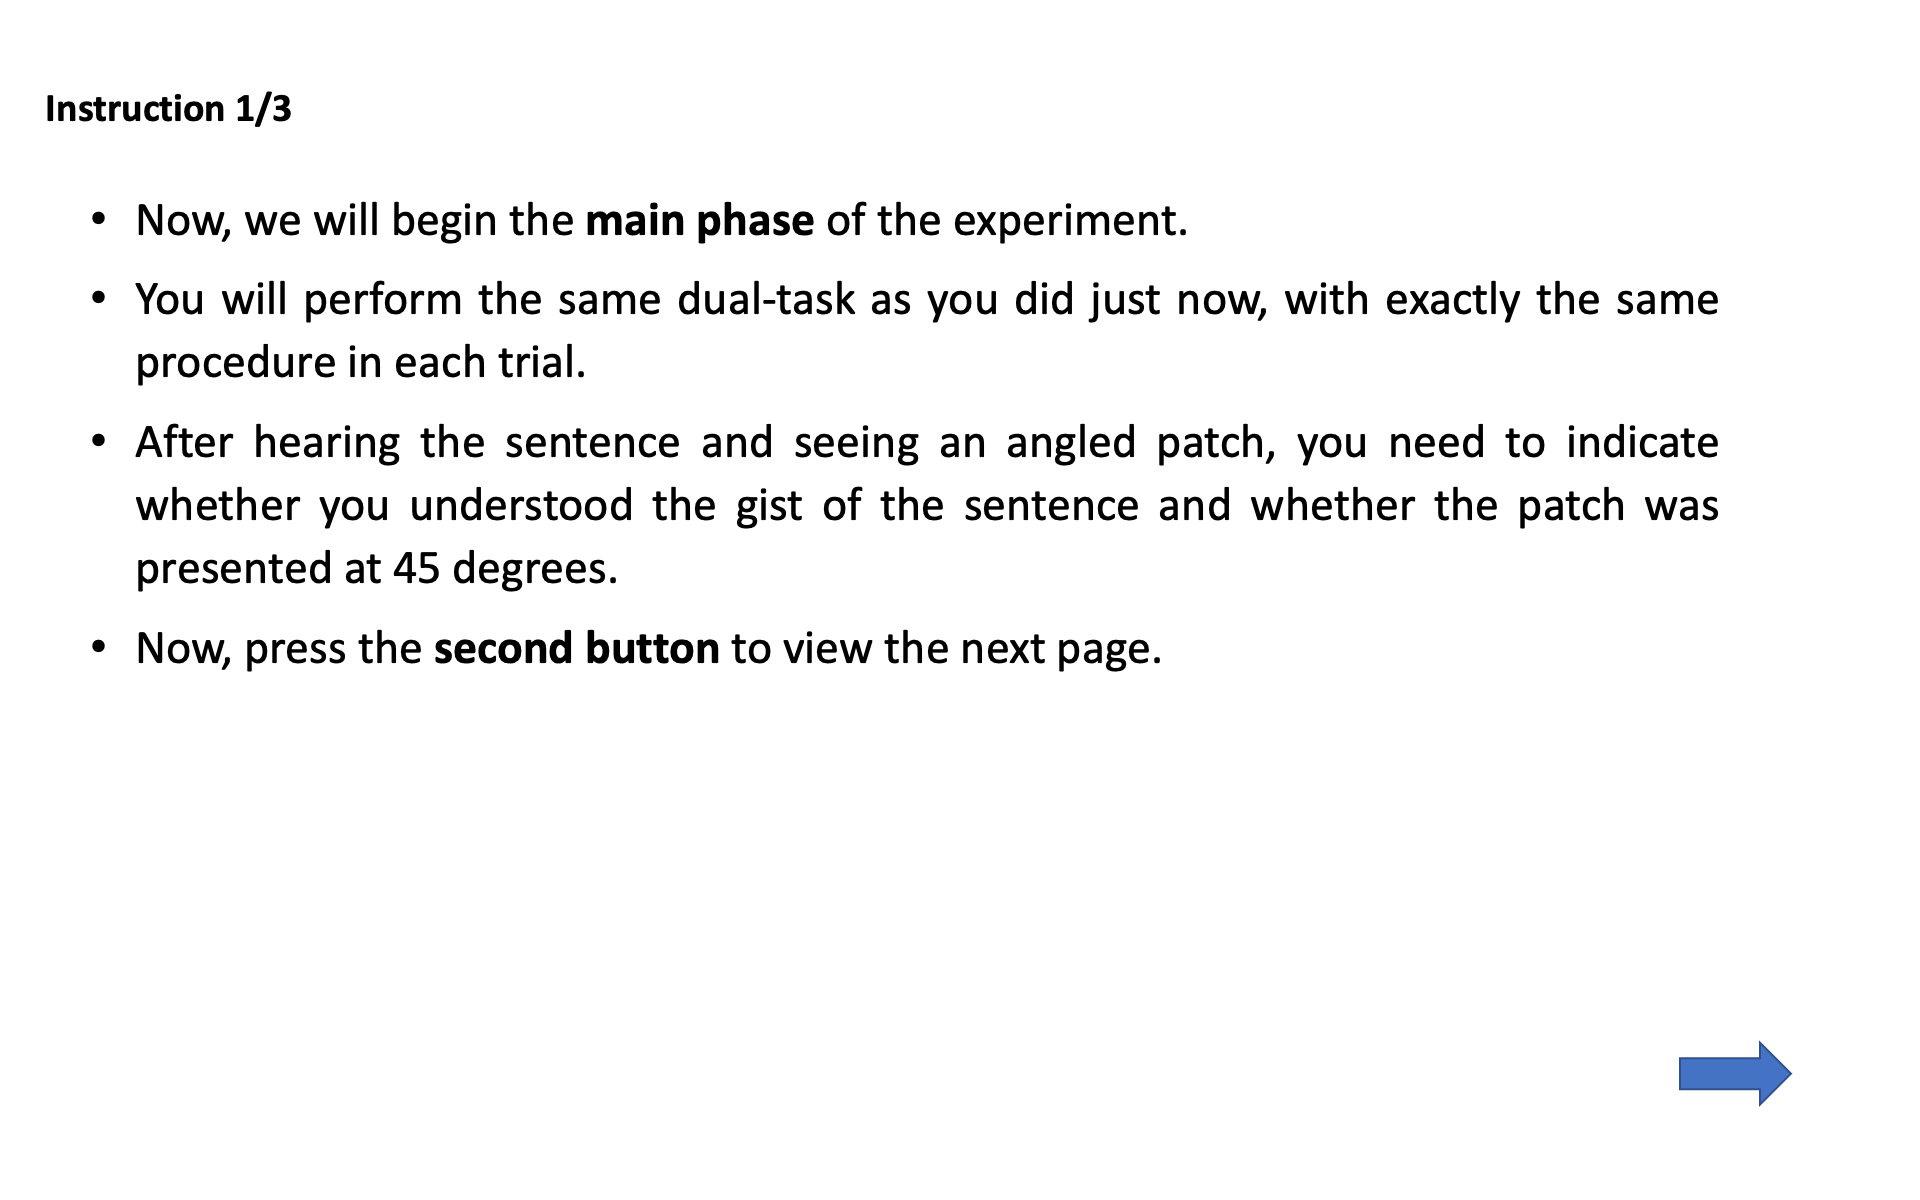 Instruction 1/3
• Now, we will begin the main phase of the experiment.
• You will perform the same dual-task as you did just now, with exactly the same
procedure in each trial.
• After hearing the sentence and seeing an angled patch, you need to indicate
whether you understood the gist of the sentence and whether the patch was
presented at 45 degrees.
• Now, press the second button to view the next page.